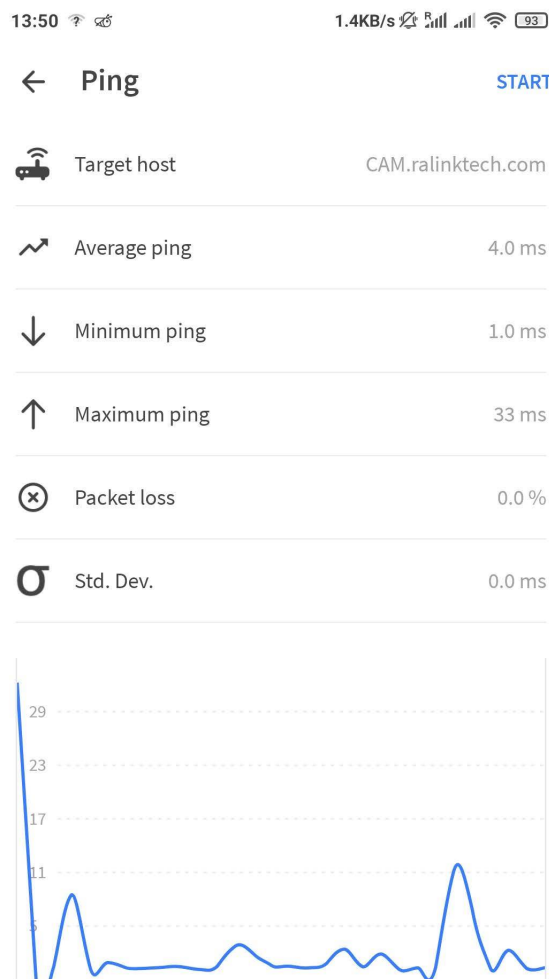 13:50 ? 1.4KB/s R 93
Ping START
Target host CAM.ralinktech.com
Average ping 4.0 ms
Minimum ping 1.0 ms
Maximum ping 33 ms
Packet loss 0.0 %
σ Std. Dev. 0.0 ms
29
23
17
11
5